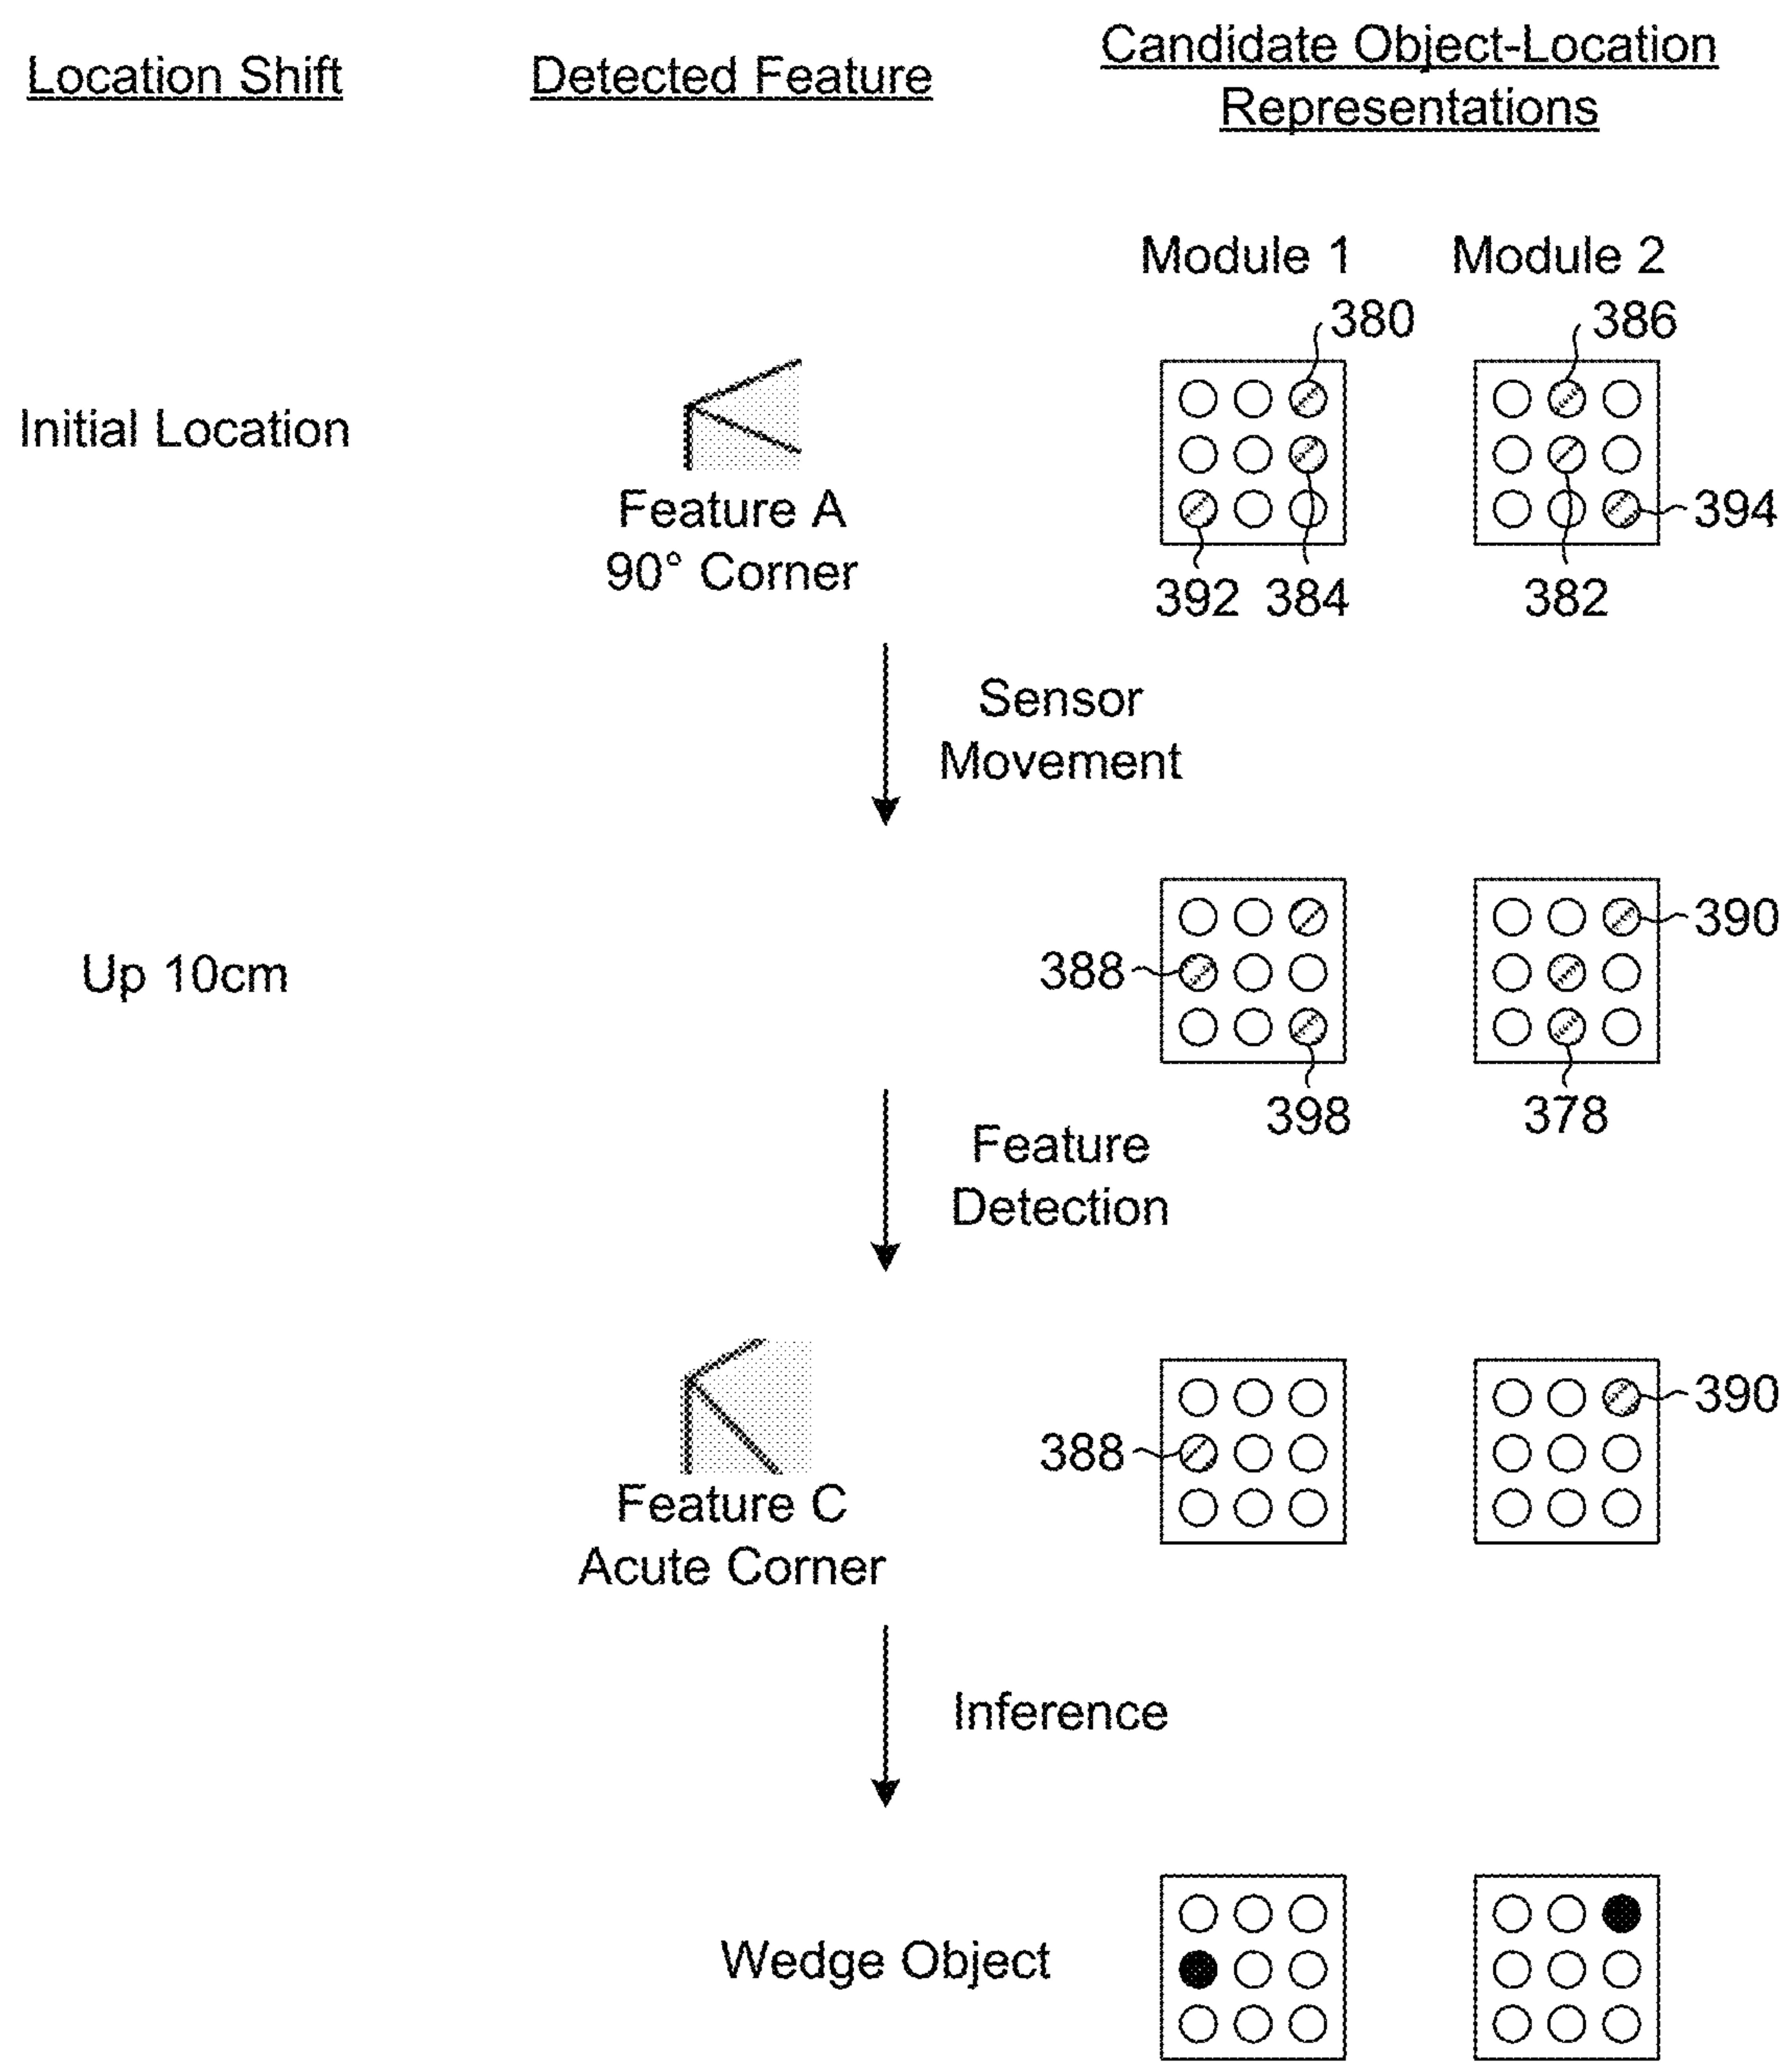 Location Shift
Detected Feature
Candidate Object-Location
Representations
Module 1
Module 2
380
386
Initial Location
Feature A
90° Corner
394
392
384
382
Sensor
Movement
Up 10cm
388
390
398
378
Feature
Detection
Feature C
Acute Corner
388
390
Inference
Wedge Object